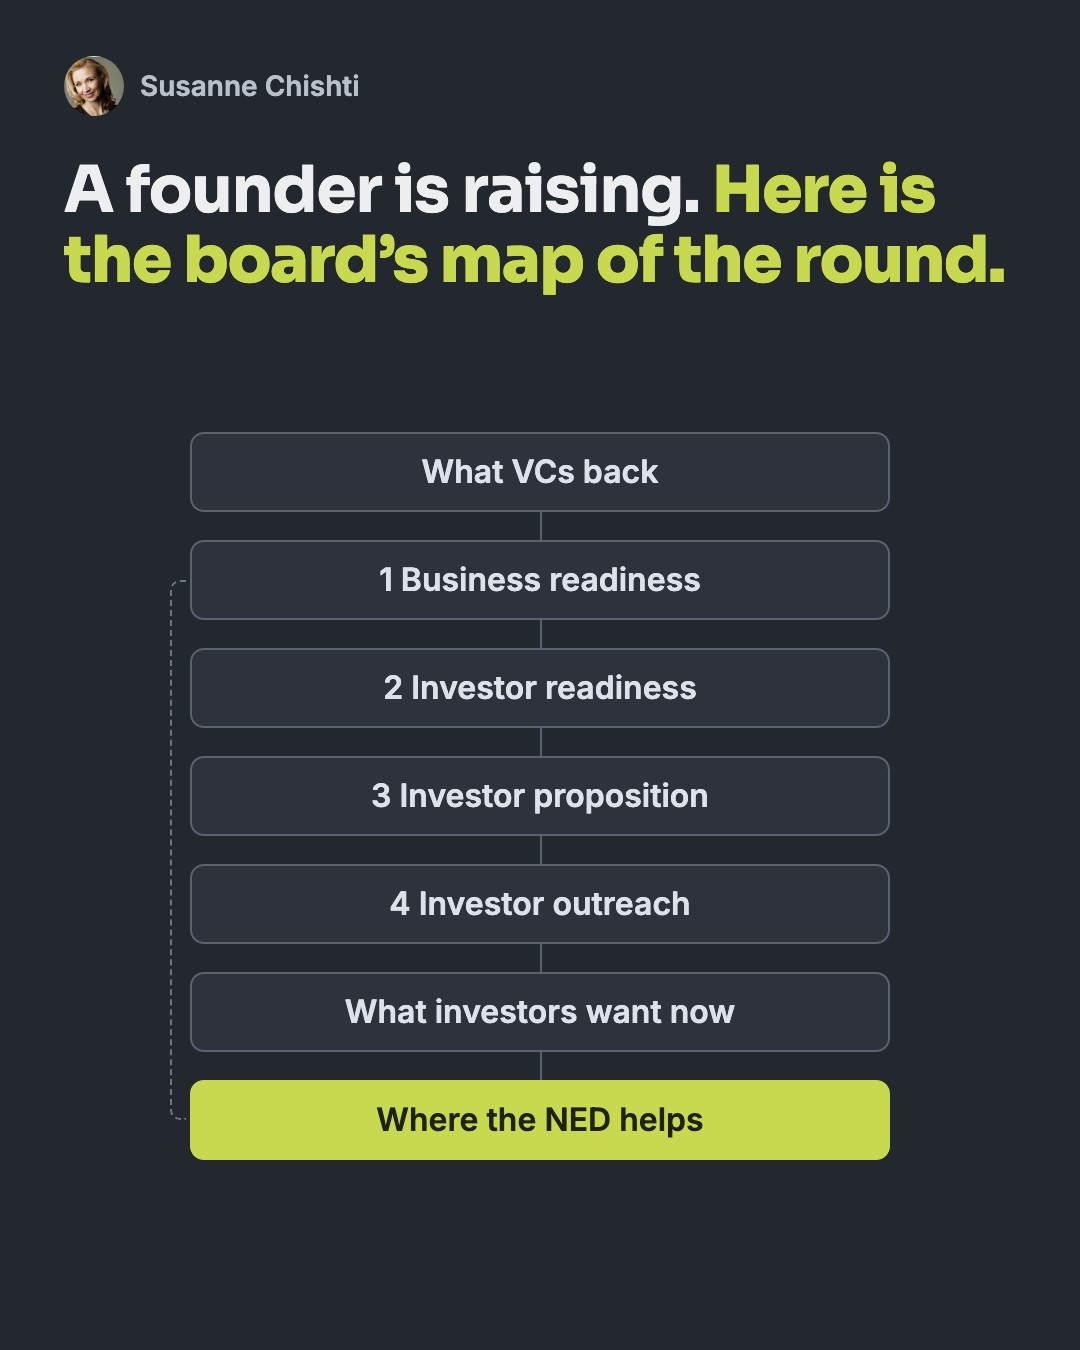 Susanne Chishti
A founder is raising. Here is
the board’s map of the round.
What VCs back
1 Business readiness
2 Investor readiness
3 Investor proposition
4 Investor outreach
What investors want now
Where the NED helps